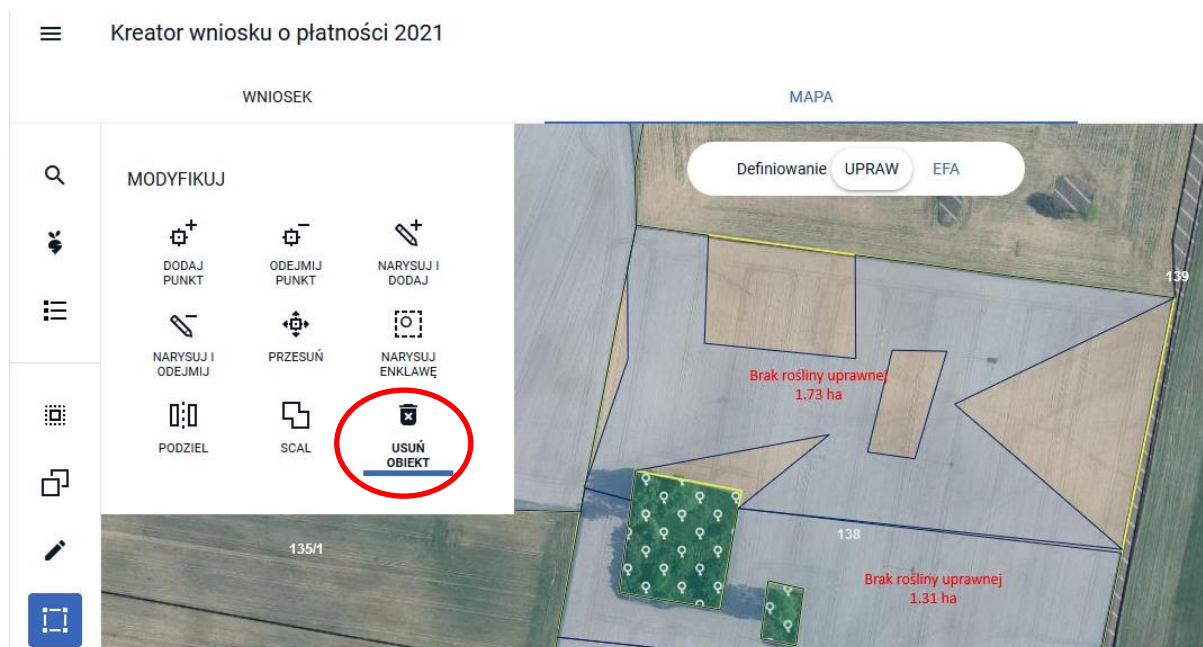 Kreator wniosku o płatności 2021
WNIOSEK
MAPA
MODYFIKUJ
DODAJ
PUNKT
ODEJMIJ
PUNKT
NARYSUJ I
DODAJ
NARYSUJ I
ODEJMIJ
PRZESUŃ
NARYSUJ
ENKLAWĘ
PODZIEL
SCAL
USUŃ
OBIEKT
Definiowanie UPRAW EFA
139
Brak rośliny uprawnej
1.73 ha
135/1
138
Brak rośliny uprawnej
1.31 ha